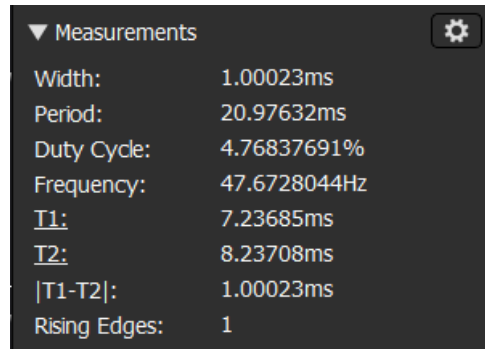 ▼ Measurements
Width: 1.00023ms
Period: 20.97632ms
Duty Cycle: 4.76837691%
Frequency: 47.6728044Hz
T1: 7.23685ms
T2: 8.23708ms
|T1-T2|: 1.00023ms
Rising Edges: 1